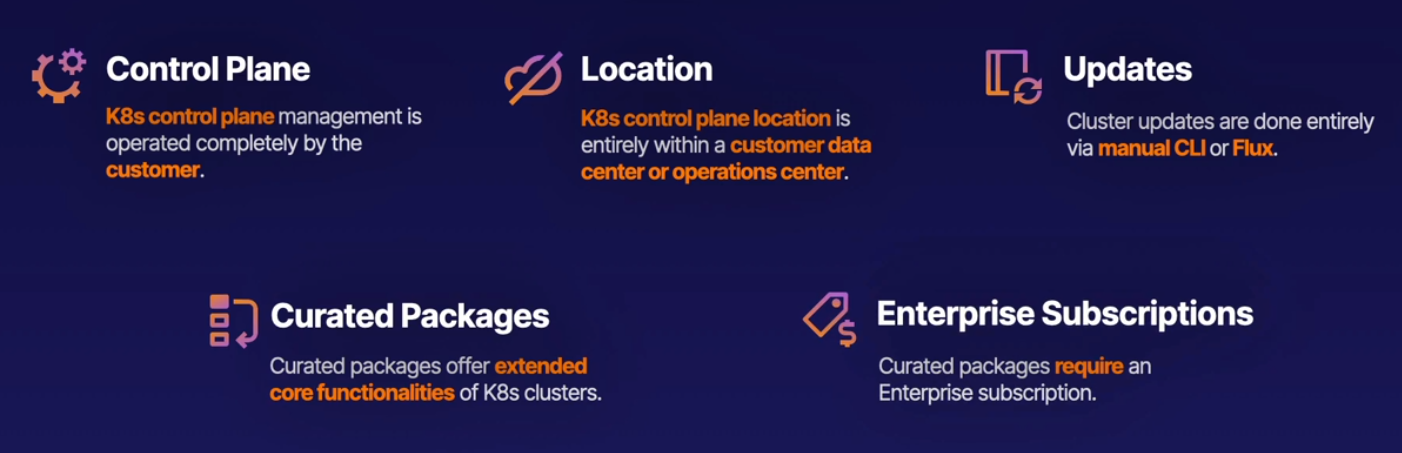 Control Plane
K8s control plane management is
operated completely by the
customer.
Location
K8s control plane location is
entirely within a customer data
center or operations center.
Updates
Cluster updates are done entirely
via manual CLI or Flux.
Curated Packages
Curated packages offer extended
core functionalities of K8s clusters.
Enterprise Subscriptions
Curated packages require an
Enterprise subscription.